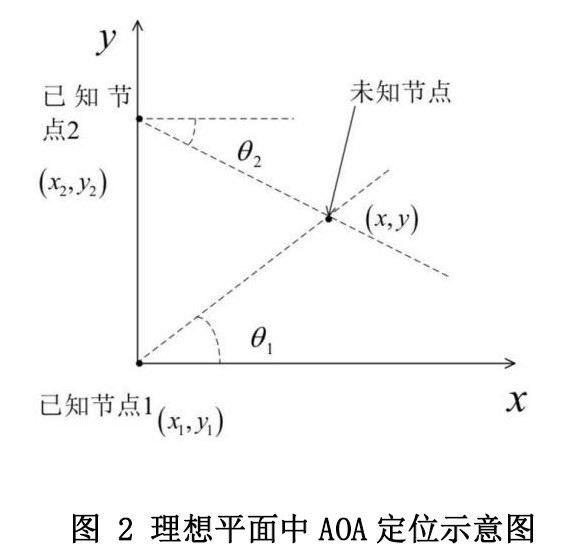 y
已知节
点2
(x₂,y₂)
未知节点
θ₂
(x,y)
θ₁
x
已知节点1(x₁,y₁)
图 2 理想平面中 AOA 定位示意图